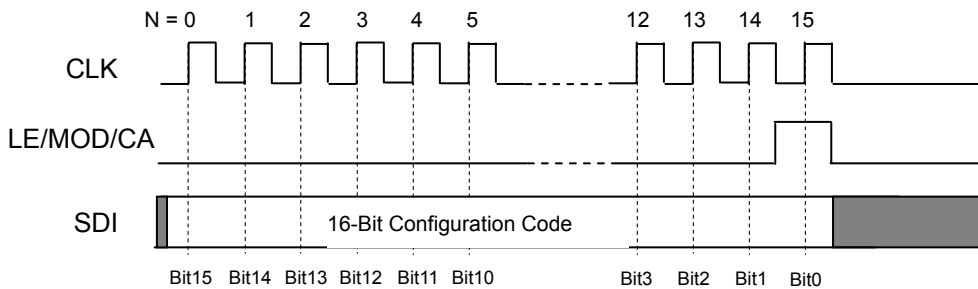 N = 0 1 2 3 4 5 12 13 14 15
CLK
LE/MOD/CA
SDI 16-Bit Configuration Code
Bit15 Bit14 Bit13 Bit12 Bit11 Bit10 Bit3 Bit2 Bit1 Bit0